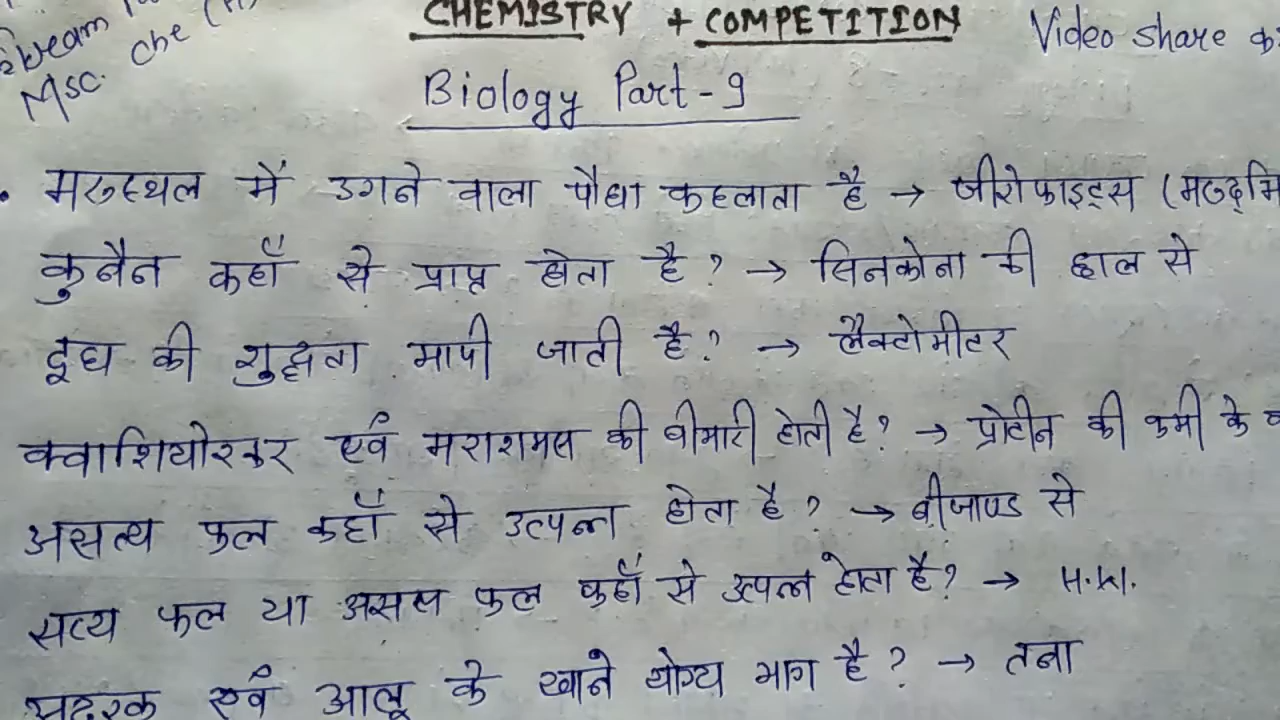 CHEMISTRY + COMPETITION
Video share
Msc. Che (H)
Biology Part-9
मरुस्थल में उगने वाला पौधा कहलाता है → जीरोफाइट्स
कुनैन कहाँ से प्राप्त होता है? → सिनकोना की छाल से
दूध की शुद्धता मापी जाती है? → लैक्टोमीटर
क्वाशियोरकर एवं मराशमस की बीमारी होती है? → प्रोटीन की कमी के
असत्य फल कहाँ से उत्पन्न होता है? → बीजाण्ड से
सत्य फल या असत्य फल कहाँ से उत्पन्न होता है? → H.W.
अदरक एवं आलू के खाने योग्य भाग है? → तना